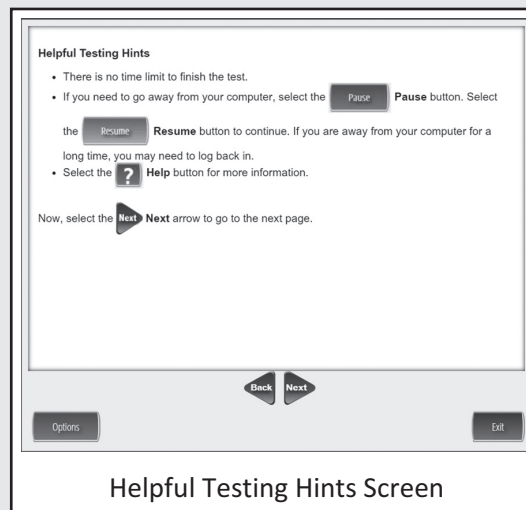 Helpful Testing Hints
• There is no time limit to finish the test.
• If you need to go away from your computer, select the Pause Pause button. Select
the Resume Resume button to continue. If you are away from your computer for a
long time, you may need to log back in.
• Select the ? Help button for more information.
Now, select the Next Next arrow to go to the next page.
Back Next
Options Exit
Helpful Testing Hints Screen